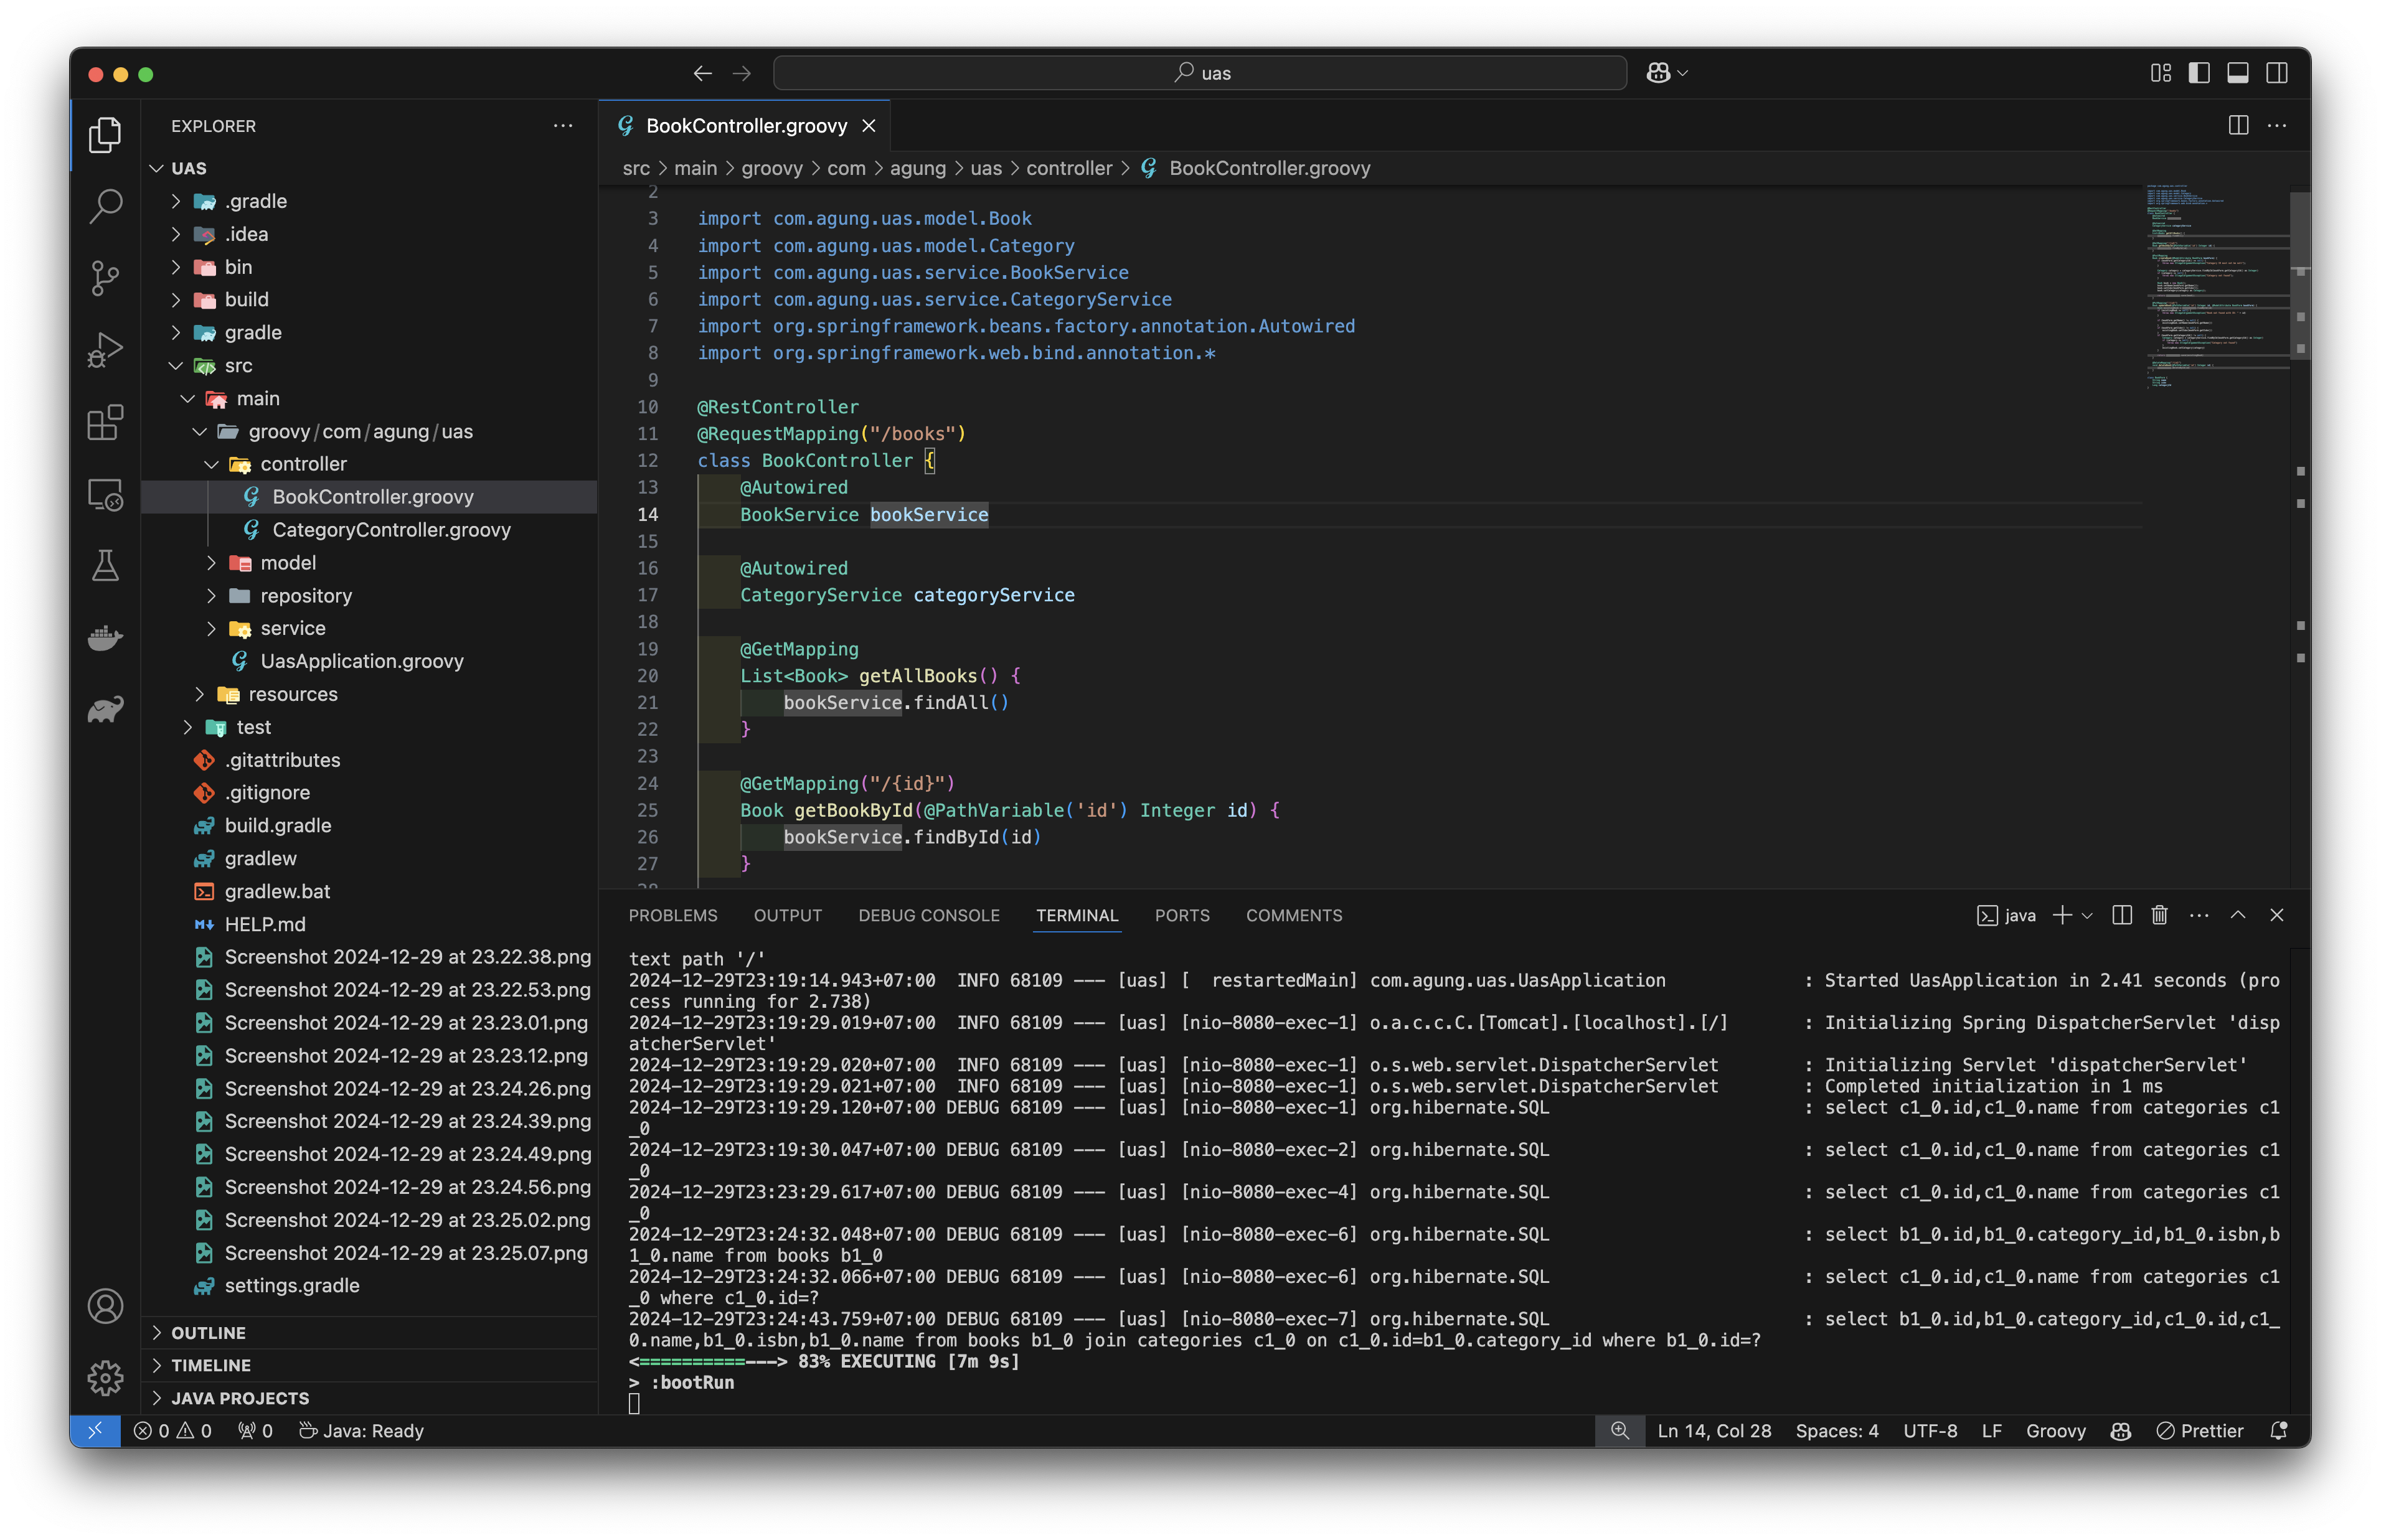 uas
EXPLORER
UAS
.gradle
.idea
bin
build
gradle
src
main
groovy/com/agung/uas
controller
BookController.groovy
CategoryController.groovy
model
repository
service
UasApplication.groovy
resources
test
.gitattributes
.gitignore
build.gradle
gradlew
gradlew.bat
HELP.md
Screenshot 2024-12-29 at 23.22.38.png
Screenshot 2024-12-29 at 23.22.53.png
Screenshot 2024-12-29 at 23.23.01.png
Screenshot 2024-12-29 at 23.23.12.png
Screenshot 2024-12-29 at 23.24.26.png
Screenshot 2024-12-29 at 23.24.39.png
Screenshot 2024-12-29 at 23.24.49.png
Screenshot 2024-12-29 at 23.24.56.png
Screenshot 2024-12-29 at 23.25.02.png
Screenshot 2024-12-29 at 23.25.07.png
settings.gradle
OUTLINE
TIMELINE
JAVA PROJECTS
BookController.groovy
src > main > groovy > com > agung > uas > controller > BookController.groovy
2
3 import com.agung.uas.model.Book
4 import com.agung.uas.model.Category
5 import com.agung.uas.service.BookService
6 import com.agung.uas.service.CategoryService
7 import org.springframework.beans.factory.annotation.Autowired
8 import org.springframework.web.bind.annotation.*
9
10 @RestController
11 @RequestMapping("/books")
12 class BookController {
13 @Autowired
14 BookService bookService
15
16 @Autowired
17 CategoryService categoryService
18
19 @GetMapping
20 List<Book> getAllBooks() {
21 bookService.findAll()
22 }
23
24 @GetMapping("/{id}")
25 Book getBookById(@PathVariable('id') Integer id) {
26 bookService.findById(id)
27 }
28
PROBLEMS OUTPUT DEBUG CONSOLE TERMINAL PORTS COMMENTS java
text path '/'
2024-12-29T23:19:14.943+07:00  INFO 68109 --- [uas] [  restartedMain] com.agung.uas.UasApplication             : Started UasApplication in 2.41 seconds (pro
cess running for 2.738)
2024-12-29T23:19:29.019+07:00  INFO 68109 --- [uas] [nio-8080-exec-1] o.a.c.c.C.[Tomcat].[localhost].[/]       : Initializing Spring DispatcherServlet 'disp
atcherServlet'
2024-12-29T23:19:29.020+07:00  INFO 68109 --- [uas] [nio-8080-exec-1] o.s.web.servlet.DispatcherServlet        : Initializing Servlet 'dispatcherServlet'
2024-12-29T23:19:29.021+07:00  INFO 68109 --- [uas] [nio-8080-exec-1] o.s.web.servlet.DispatcherServlet        : Completed initialization in 1 ms
2024-12-29T23:19:29.120+07:00 DEBUG 68109 --- [uas] [nio-8080-exec-1] org.hibernate.SQL                        : select c1_0.id,c1_0.name from categories c1
_0
2024-12-29T23:19:30.047+07:00 DEBUG 68109 --- [uas] [nio-8080-exec-2] org.hibernate.SQL                        : select c1_0.id,c1_0.name from categories c1
_0
2024-12-29T23:23:29.617+07:00 DEBUG 68109 --- [uas] [nio-8080-exec-4] org.hibernate.SQL                        : select c1_0.id,c1_0.name from categories c1
_0
2024-12-29T23:24:32.048+07:00 DEBUG 68109 --- [uas] [nio-8080-exec-6] org.hibernate.SQL                        : select b1_0.id,b1_0.category_id,b1_0.isbn,b
1_0.name from books b1_0
2024-12-29T23:24:32.066+07:00 DEBUG 68109 --- [uas] [nio-8080-exec-6] org.hibernate.SQL                        : select c1_0.id,c1_0.name from categories c1
_0 where c1_0.id=?
2024-12-29T23:24:43.759+07:00 DEBUG 68109 --- [uas] [nio-8080-exec-7] org.hibernate.SQL                        : select b1_0.id,b1_0.category_id,c1_0.id,c1_
0.name,b1_0.isbn,b1_0.name from books b1_0 join categories c1_0 on c1_0.id=b1_0.category_id where b1_0.id=?
<==========---> 83% EXECUTING [7m 9s]
> :bootRun
0 0 0 Java: Ready Ln 14, Col 28 Spaces: 4 UTF-8 LF Groovy Prettier